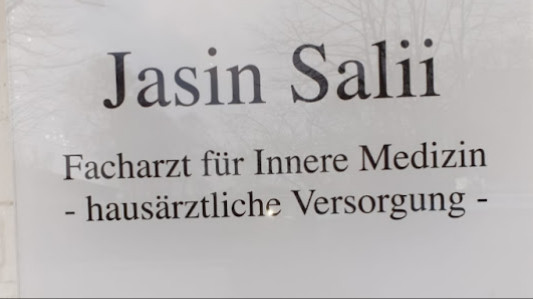 Jasin Salii
Facharzt für Innere Medizin
- hausärztliche Versorgung -